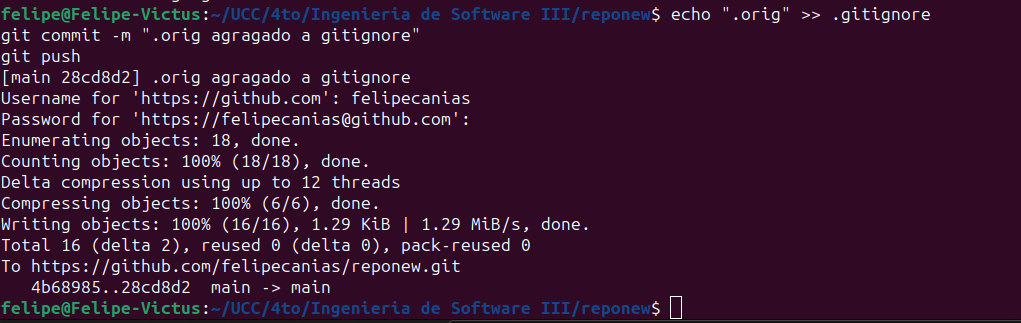 felipe@Felipe-Victus:~/UCC/4to/Ingenieria de Software III/reponew$ echo ".orig" >> .gitignore
git commit -m ".orig agragado a gitignore"
git push
[main 28cd8d2] .orig agragado a gitignore
Username for 'https://github.com': felipecanias
Password for 'https://felipecanias@github.com':
Enumerating objects: 18, done.
Counting objects: 100% (18/18), done.
Delta compression using up to 12 threads
Compressing objects: 100% (6/6), done.
Writing objects: 100% (16/16), 1.29 KiB | 1.29 MiB/s, done.
Total 16 (delta 2), reused 0 (delta 0), pack-reused 0
To https://github.com/felipecanias/reponew.git
   4b68985..28cd8d2  main -> main
felipe@Felipe-Victus:~/UCC/4to/Ingenieria de Software III/reponew$